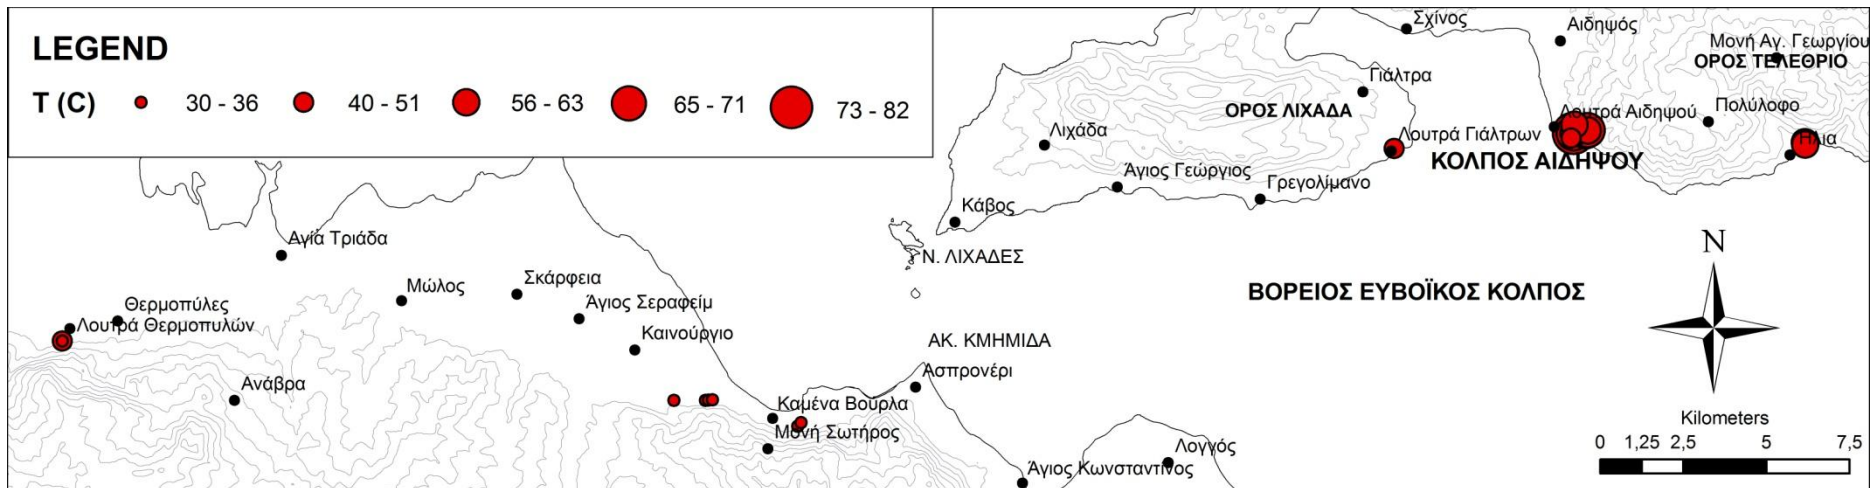 LEGEND
T (C) 30 - 36 40 - 51 56 - 63 65 - 71 73 - 82
Σχίνος
Αιδηψός
Μονή Αγ. Γεωργίου
ΟΡΟΣ ΤΕΛΕΘΡΙΟ
Γιάλτρα
ΟΡΟΣ ΛΙΧΑΔΑ
Λουτρά Αιδηψού
Πολύλοφο
Λιχάδα
Λουτρά Γιάλτρων
Ήλια
ΚΟΛΠΟΣ ΑΙΔΗΨΟΥ
Άγιος Γεώργιος
Γρεγολίμανο
Κάβος
Αγία Τριάδα
Ν. ΛΙΧΑΔΕΣ
N
Μώλος
Σκάρφεια
Άγιος Σεραφείμ
ΒΟΡΕΙΟΣ ΕΥΒΟΪΚΟΣ ΚΟΛΠΟΣ
Θερμοπύλες
Λουτρά Θερμοπυλών
Καινούργιο
ΑΚ. ΚΜΗΜΙΔΑ
Ασπρονέρι
Ανάβρα
Καμένα Βούρλα
Μονή Σωτήρος
Λογγός
Άγιος Κωνσταντίνος
Kilometers
0 1,25 2,5 5 7,5